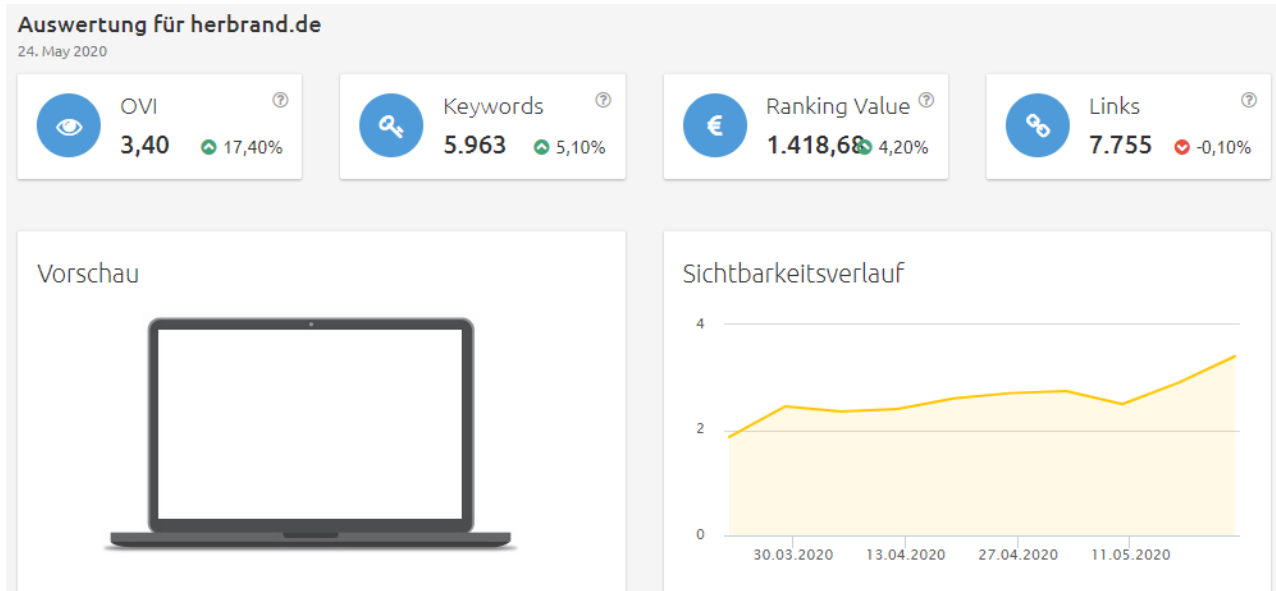 Auswertung für herbrand.de
24. May 2020
OVI
3,40 17,40%
Keywords
5.963 5,10%
Ranking Value
1.418,68 4,20%
Links
7.755 -0,10%
Vorschau
Sichtbarkeitsverlauf
4
2
0
30.03.2020 13.04.2020 27.04.2020 11.05.2020